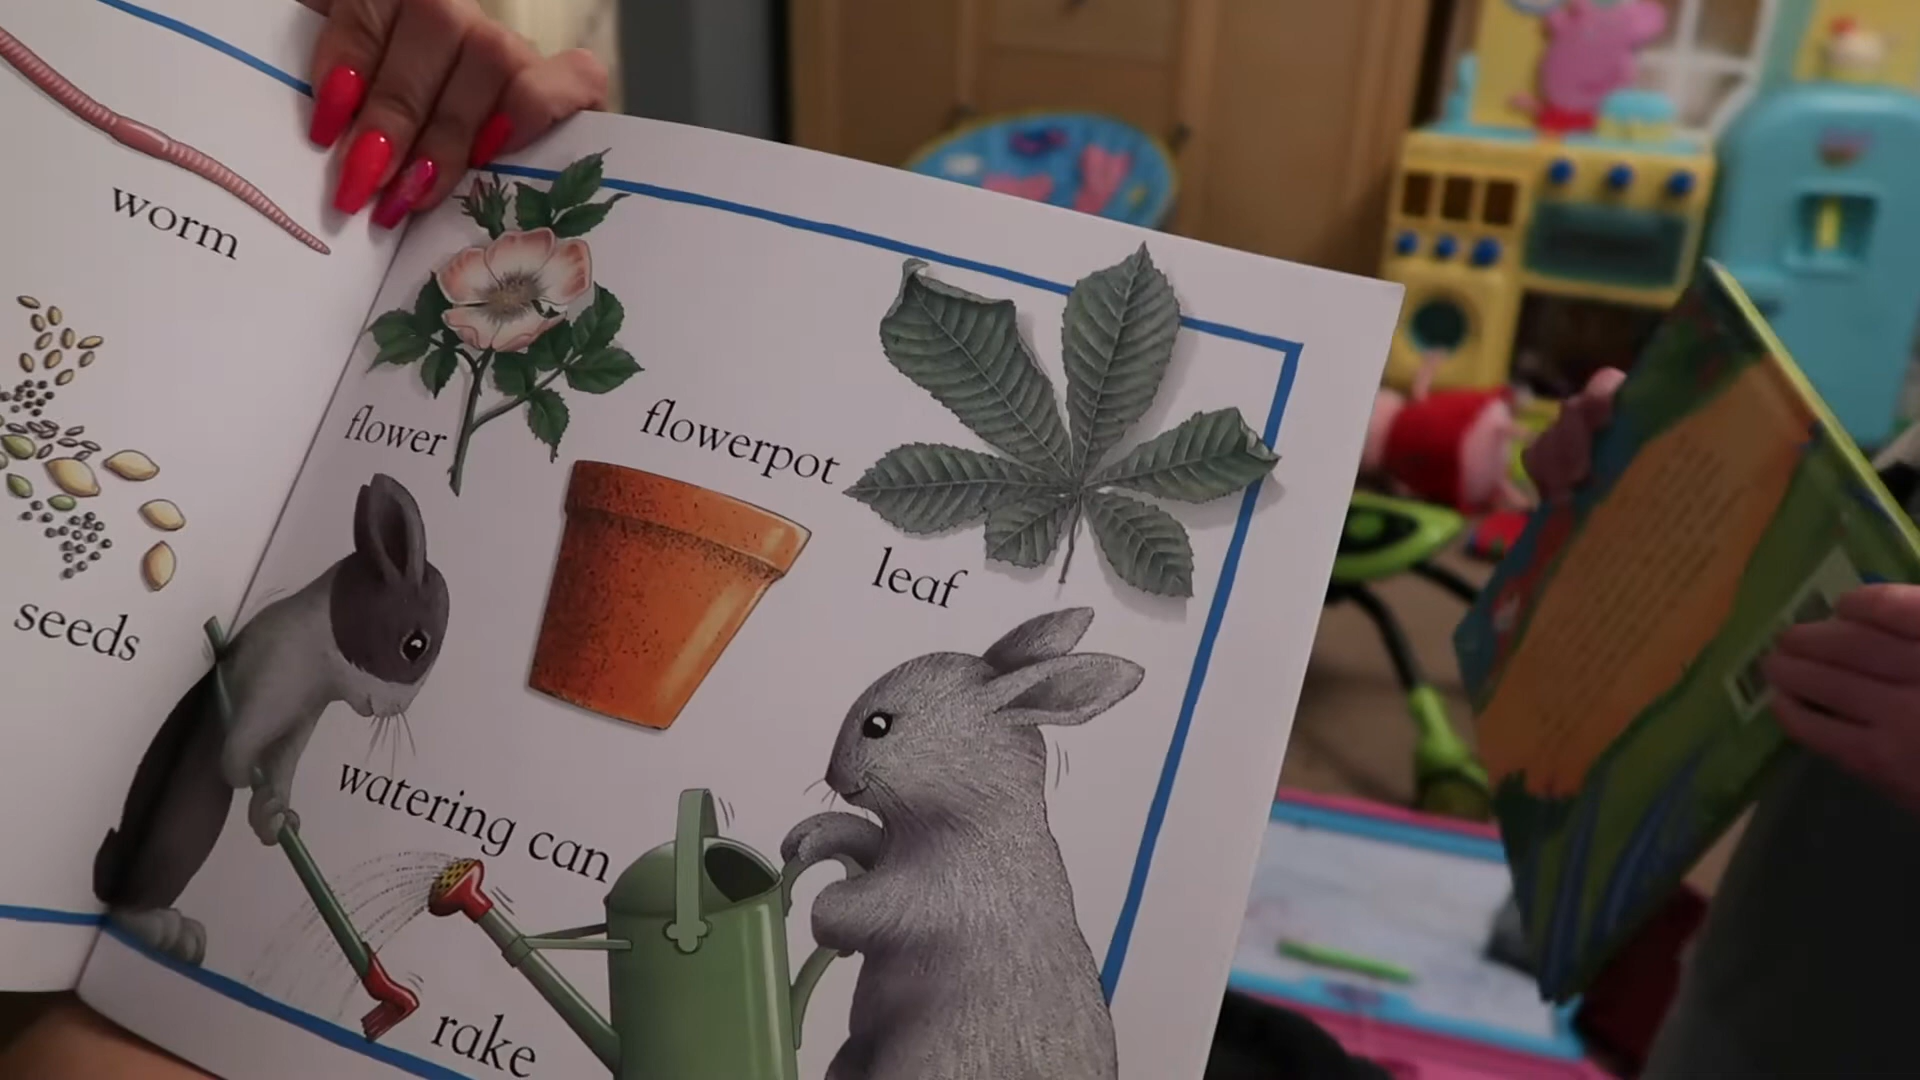 worm
seeds
flower
flowerpot
leaf
watering can
rake